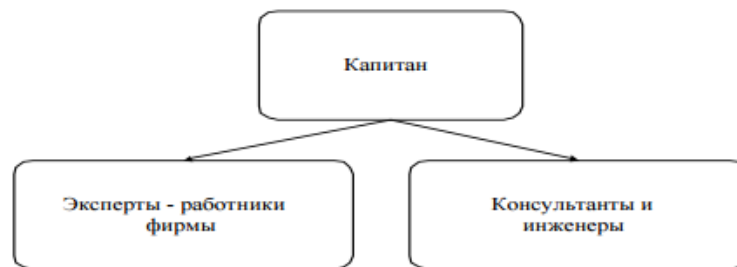 Капитан
Эксперты - работники
фирмы
Консультанты и
инженеры